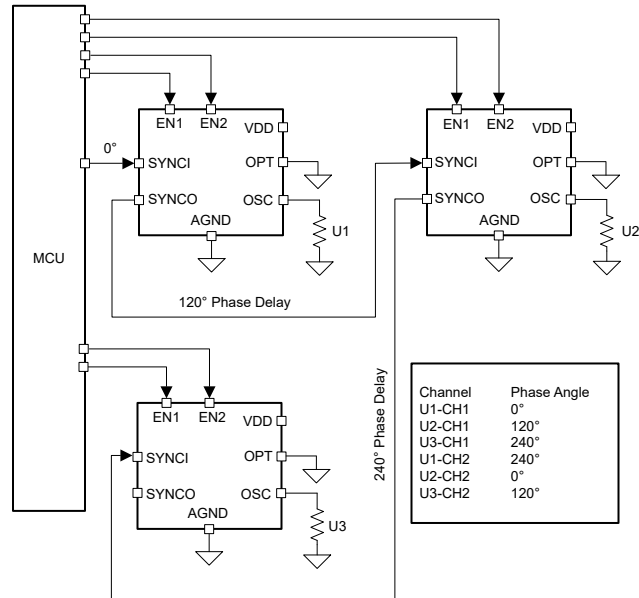 MCU
0°
EN1 EN2
VDD
SYNCI
OPT
SYNCO
OSC
AGND
U1
EN1 EN2
VDD
SYNCI
OPT
SYNCO
OSC
AGND
U2
120° Phase Delay
240° Phase Delay
EN1 EN2
VDD
SYNCI
OPT
SYNCO
OSC
AGND
U3
Channel Phase Angle
U1-CH1 0°
U2-CH1 120°
U3-CH1 240°
U1-CH2 240°
U2-CH2 0°
U3-CH2 120°